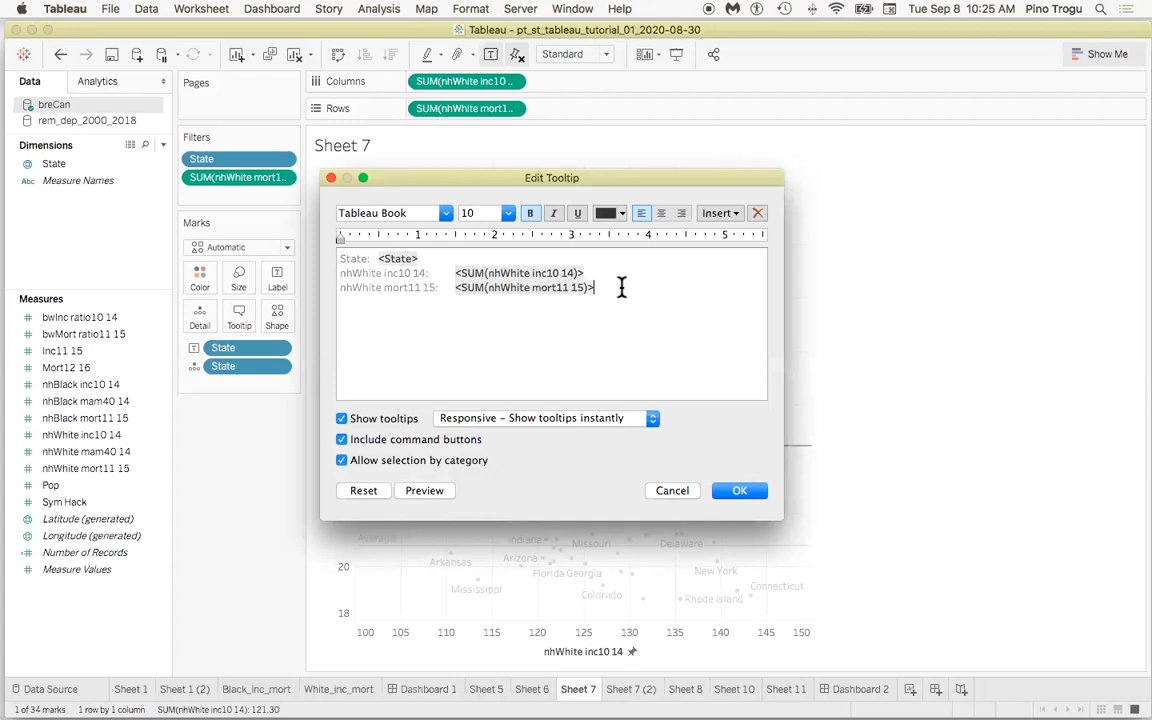 Tableau File Data Worksheet Dashboard Story Analysis Map Format Server Window Help Tue Sep 8 10:25 AM Pino Trogu
Tableau - pt_st_tableau_tutorial_01_2020-08-30
Standard Show Me
Data Analytics
breCan
rem_dep_2000_2018
Dimensions
State
Abc Measure Names
Measures
bwInc ratio10 14
bwMort ratio11 15
Inc11 15
Mort12 16
nhBlack inc10 14
nhBlack mam40 14
nhBlack mort11 15
nhWhite inc10 14
nhWhite mam40 14
nhWhite mort11 15
Pop
Sym Hack
Latitude (generated)
Longitude (generated)
Number of Records
Measure Values
Pages
Filters
State
SUM(nhWhite mort1..
Marks
Automatic
Color Size Label
Detail Tooltip Shape
State
State
Columns SUM(nhWhite inc10 ..
Rows SUM(nhWhite mort1..
Sheet 7
Edit Tooltip
Tableau Book 10 B I U Insert
1 2 3 4 5
State: <State>
nhWhite inc10 14: <SUM(nhWhite inc10 14)>
nhWhite mort11 15: <SUM(nhWhite mort11 15)>
Show tooltips Responsive - Show tooltips instantly
Include command buttons
Allow selection by category
Reset Preview Cancel OK
Average Indiana Missouri Delaware
Arkansas Arizona
20 Florida Georgia New York
Mississippi Colorado Rhode Island Connecticut
18
100 105 110 115 120 125 130 135 140 145 150
nhWhite inc10 14
Data Source Sheet 1 Sheet 1 (2) Black_inc_mort White_inc_mort Dashboard 1 Sheet 5 Sheet 6 Sheet 7 Sheet 7 (2) Sheet 8 Sheet 10 Sheet 11 Dashboard 2
1 of 34 marks 1 row by 1 column SUM(nhWhite inc10 14): 121.30